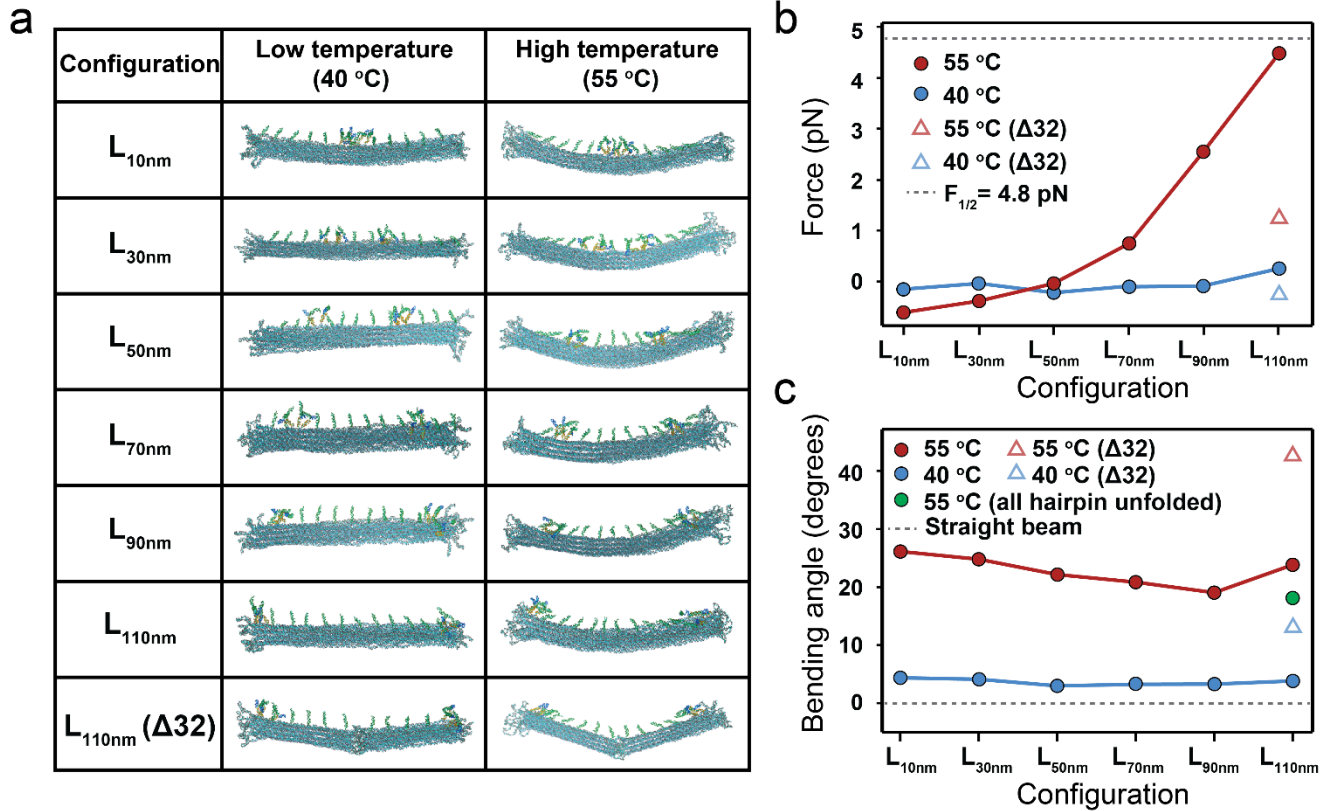 a
Configuration
Low temperature
(40 °C)
High temperature
(55 °C)
L10nm
L30nm
L50nm
L70nm
L90nm
L110nm
L110nm (Δ32)
b
Force (pN)
5
4
3
2
1
0
55 °C
40 °C
55 °C (Δ32)
40 °C (Δ32)
F1/2= 4.8 pN
L10nm L30nm L50nm L70nm L90nm L110nm
Configuration
c
Bending angle (degrees)
40
30
20
10
0
55 °C 55 °C (Δ32)
40 °C 40 °C (Δ32)
55 °C (all hairpin unfolded)
Straight beam
L10nm L30nm L50nm L70nm L90nm L110nm
Configuration